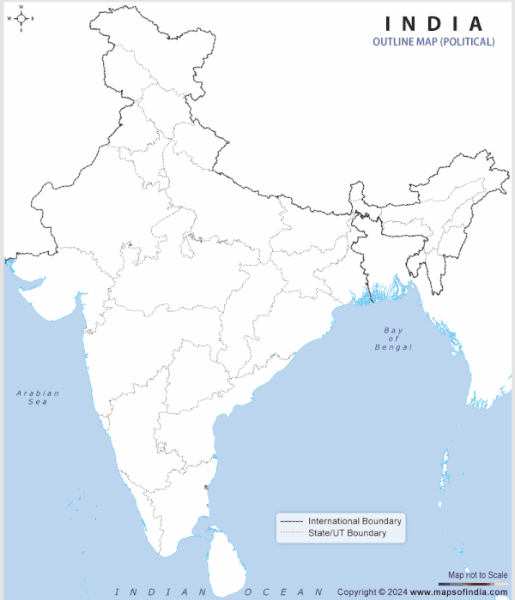 N
W
E
S
INDIA
OUTLINE MAP (POLITICAL)
Bay
of
Bengal
Arabian
Sea
International Boundary
State/UT Boundary
Map not to Scale
INDIAN OCEAN
Copyright © 2024 www.mapsofindia.com